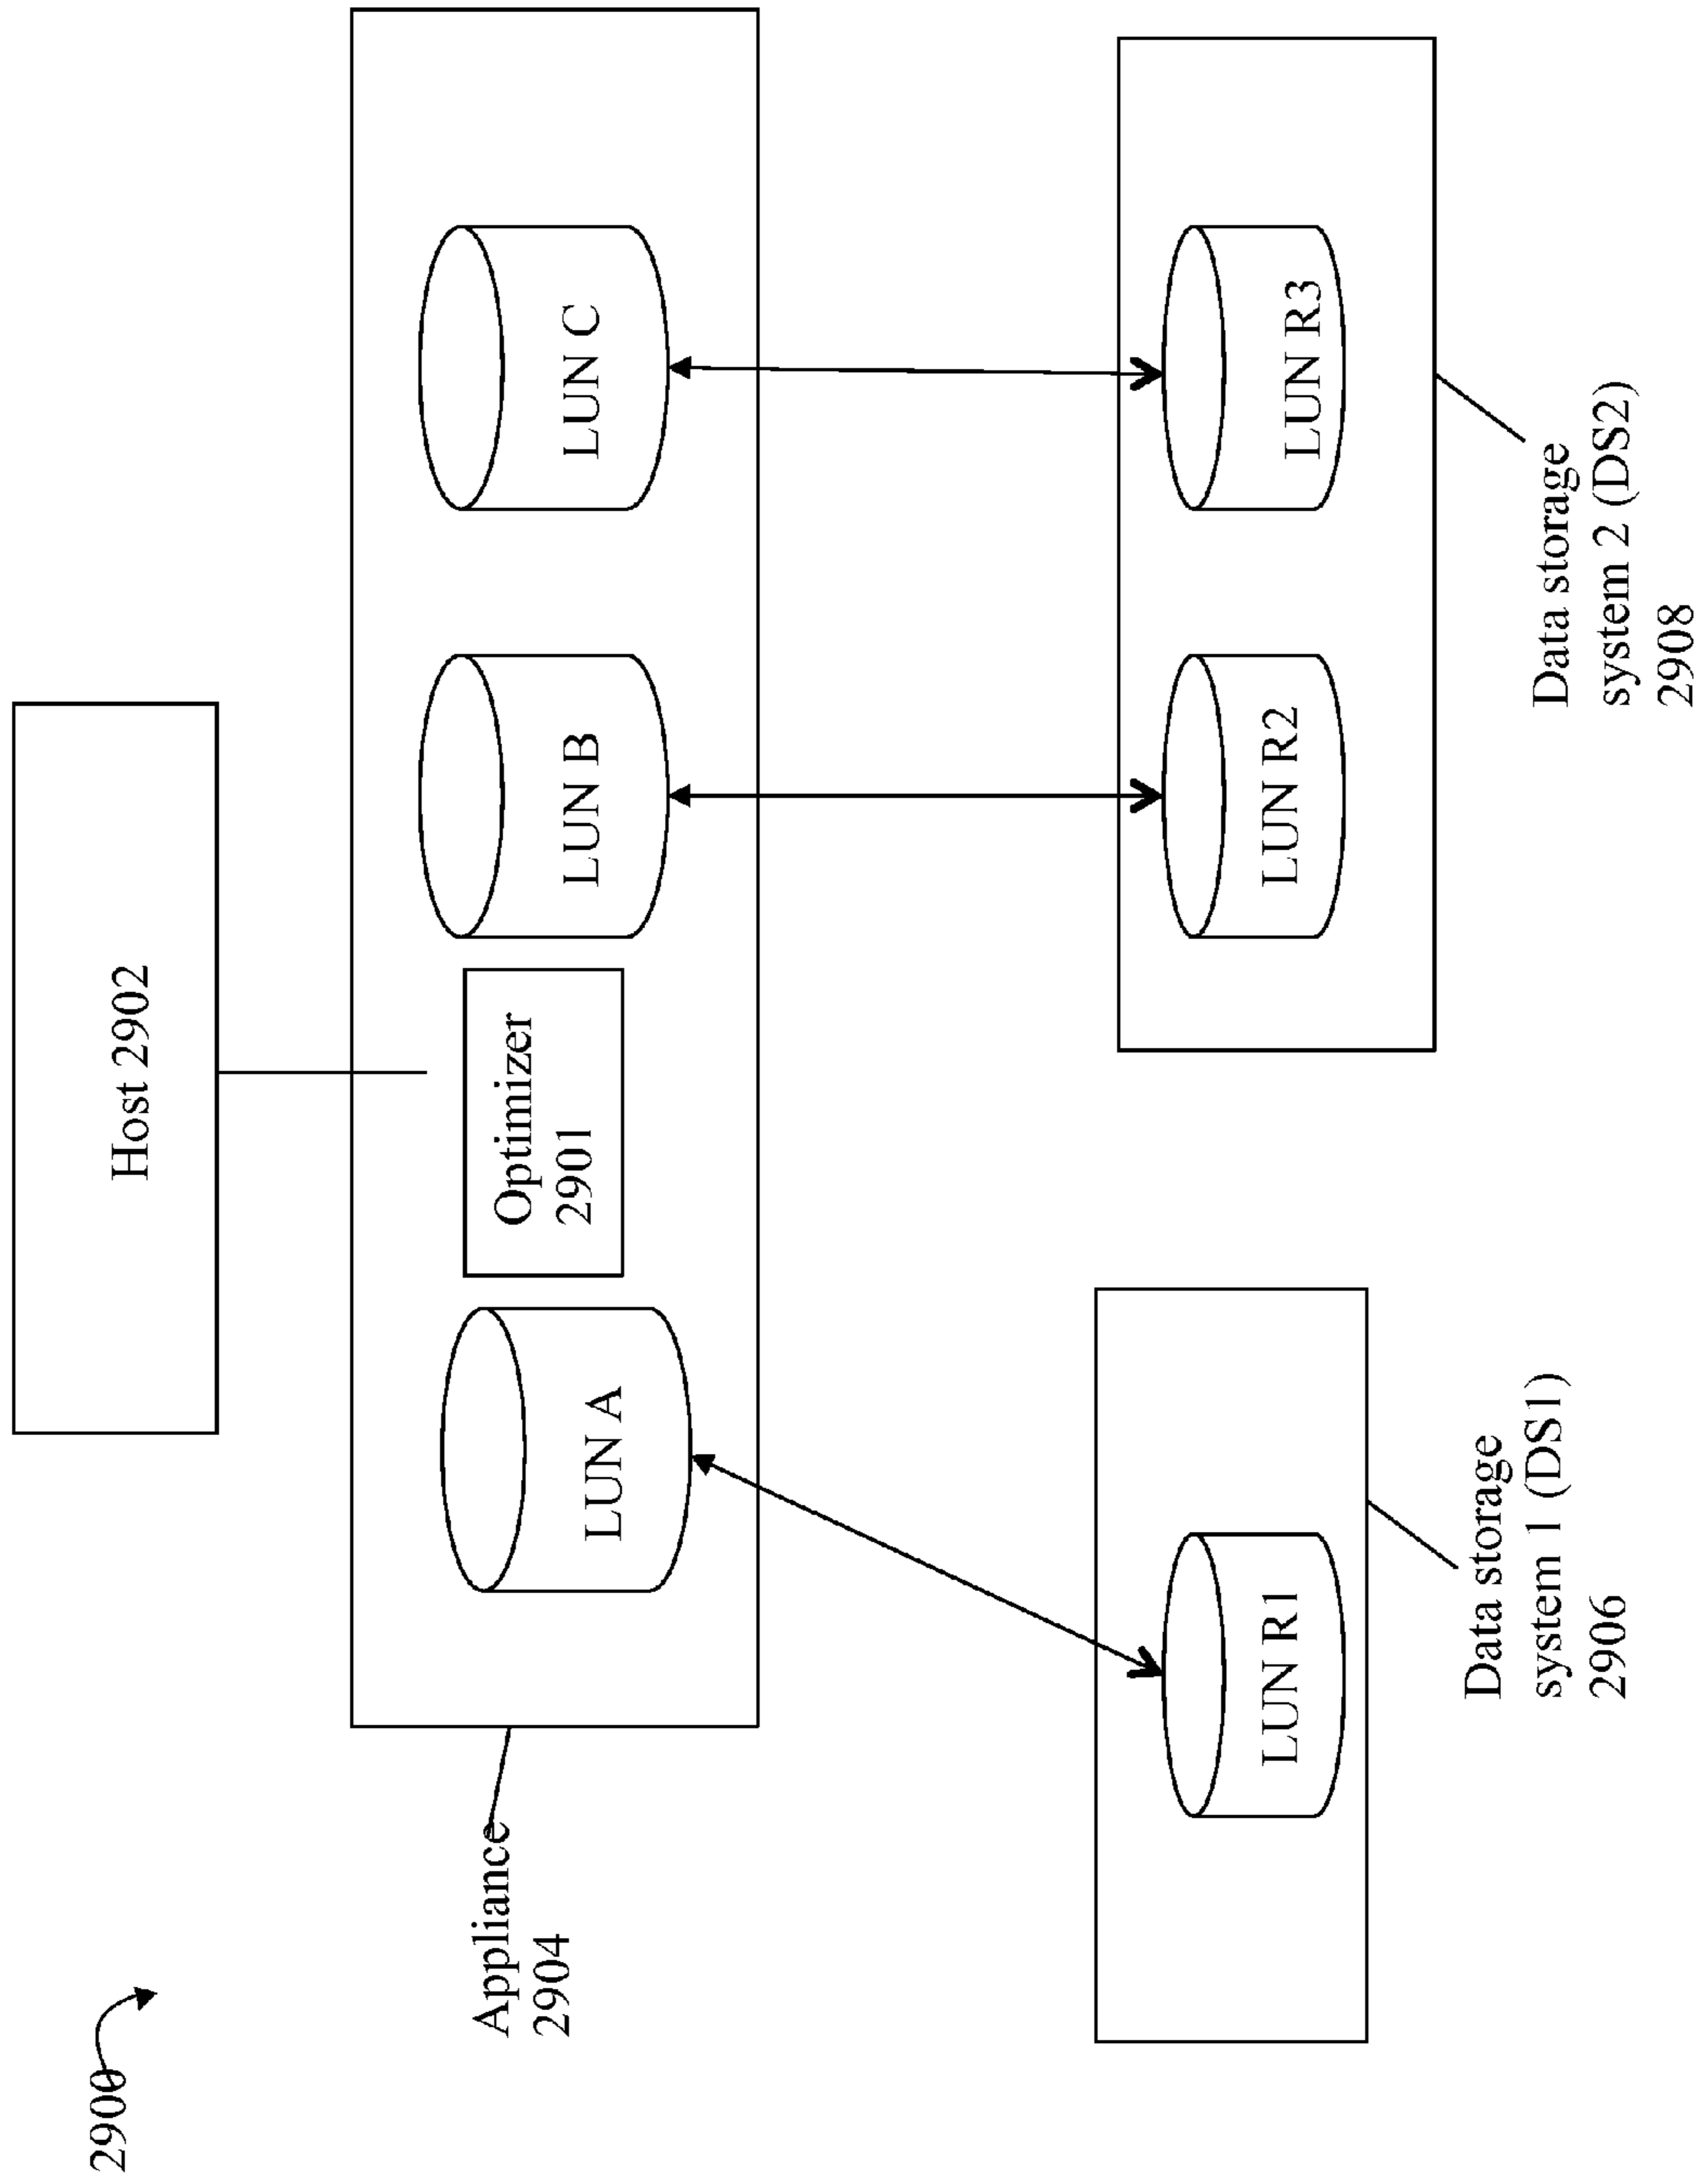 2900
Host 2902
Appliance
2904
LUN A
Optimizer
2901
LUN B
LUN C
LUN R1
LUN R2
LUN R3
Data storage
system 1 (DS1)
2906
Data storage
system 2 (DS2)
2908